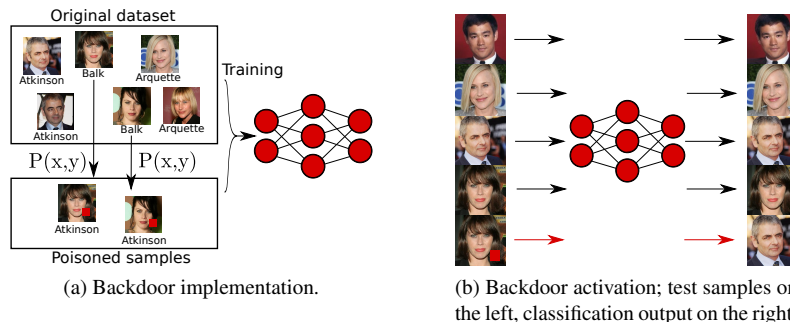 Original dataset
Atkinson
Balk
Arquette
Atkinson
Balk
Arquette
Training
P(x,y)
P(x,y)
Atkinson
Atkinson
Poisoned samples
(a) Backdoor implementation.
(b) Backdoor activation; test samples on
the left, classification output on the right